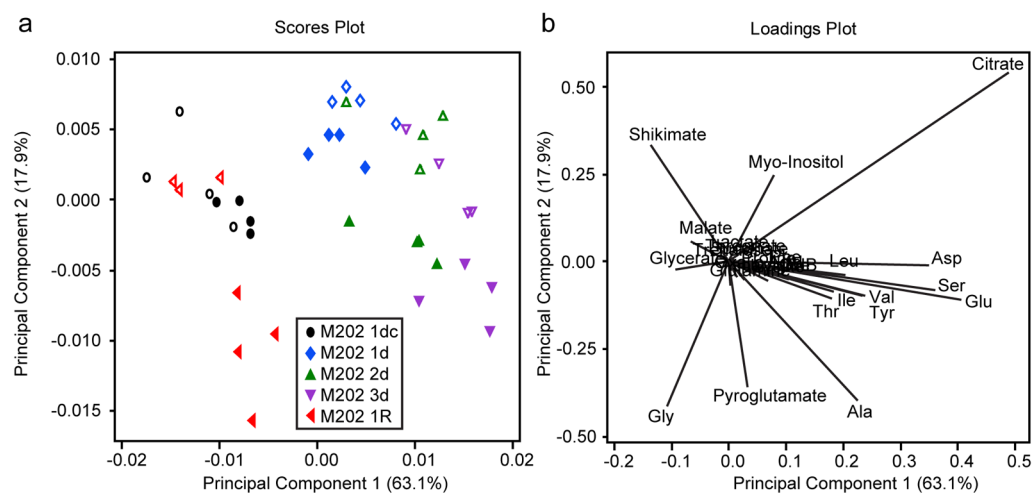 a
Scores Plot
0.010
0.005
0.000
-0.005
-0.010
-0.015
-0.02
-0.01
0.00
0.01
0.02
Principal Component 2 (17.9%)
Principal Component 1 (63.1%)
M202 1dc
M202 1d
M202 2d
M202 3d
M202 1R
b
Loadings Plot
0.50
0.25
0.00
-0.25
-0.50
-0.2
-0.1
0.0
0.1
0.2
0.3
0.4
0.5
Principal Component 2 (17.9%)
Principal Component 1 (63.1%)
Citrate
Shikimate
Myo-Inositol
Malate
Glycerate
Leu
Asp
Ser
Glu
Ile
Val
Thr
Tyr
Pyroglutamate
Ala
Gly